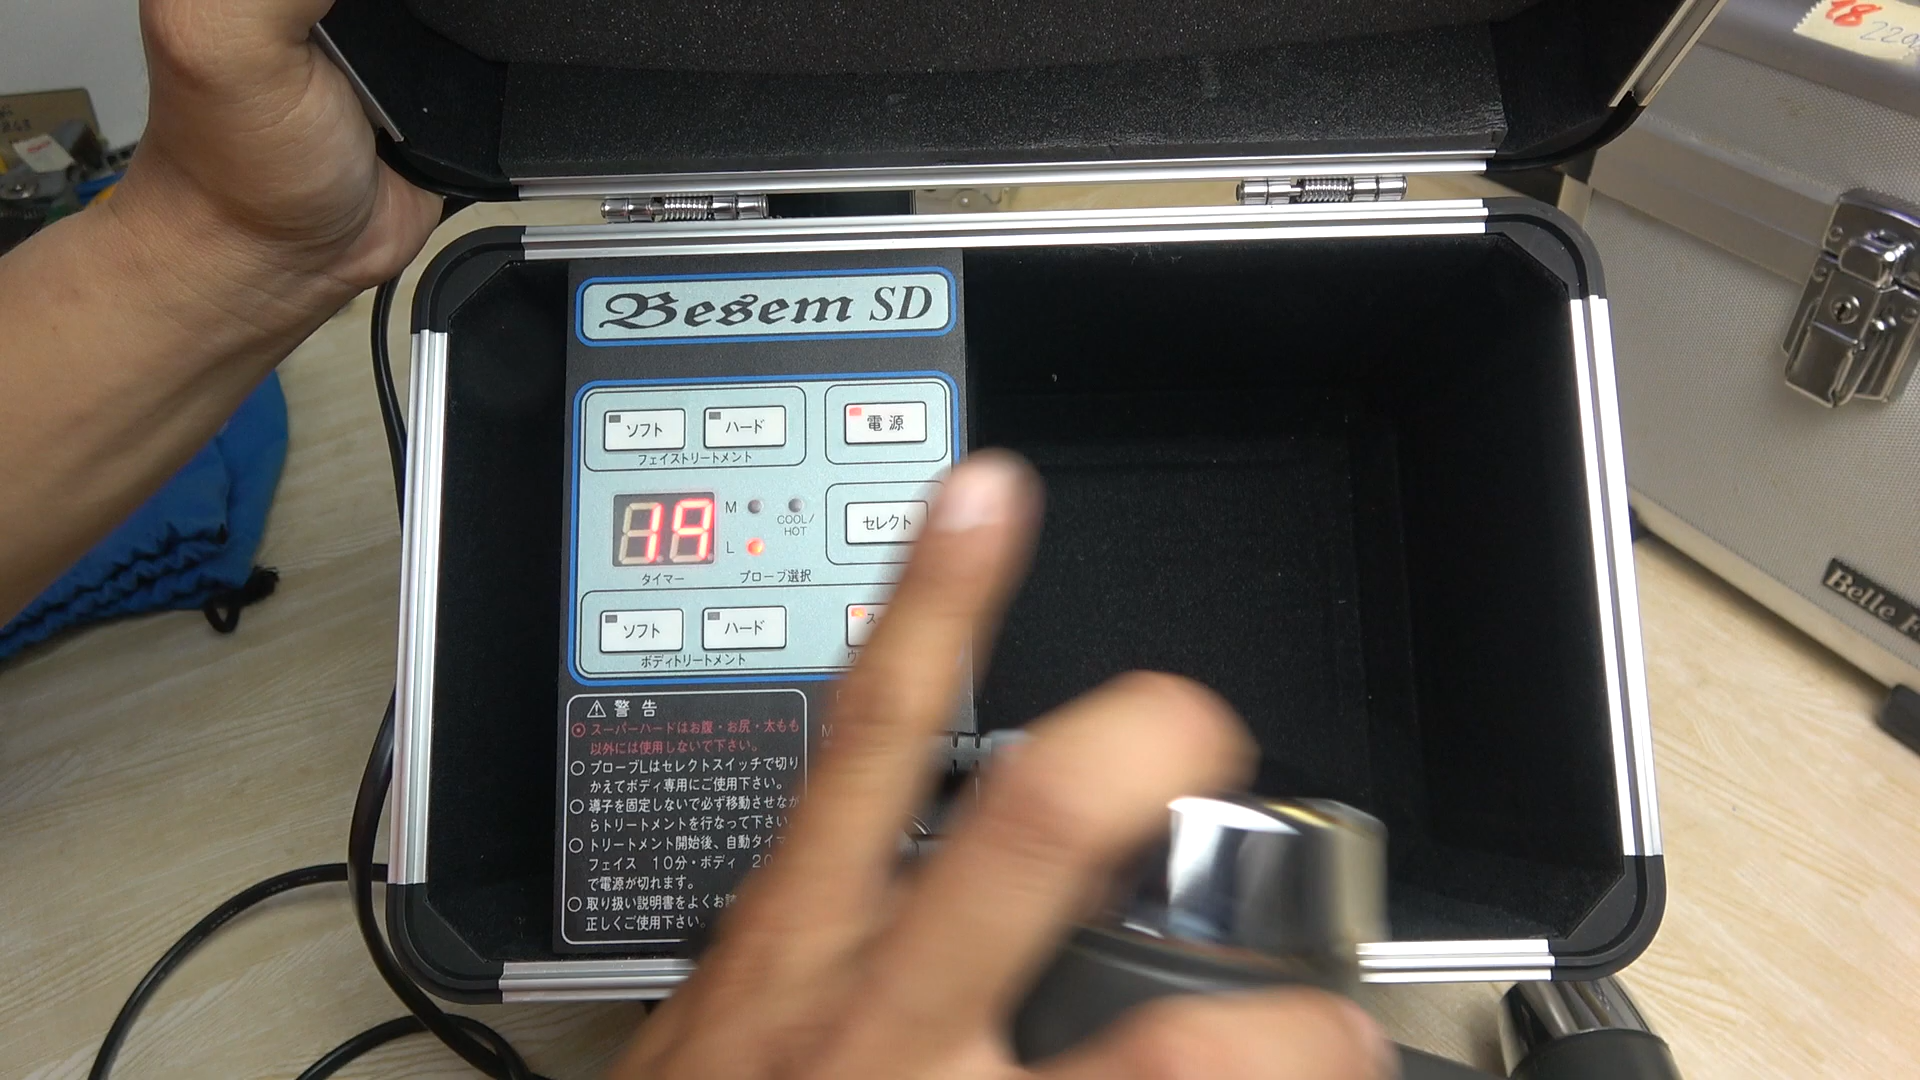 18
Besem SD
ソフト ハード 電源
フェイストリートメント
19 M COOL/
HOT セレクト
L
タイマー プローブ選択
ソフト ハード
ボディトリートメント
⚠ 警告
◉ スーパーハードはお腹・お尻・太もも
以外には使用しないで下さい。
○ プローブLはセレクトスイッチで切り
かえてボディ専用にご使用下さい。
○ 導子を固定しないで必ず移動させなが
らトリートメントを行なって下さい
○ トリートメント開始後、自動タイマ
フェイス 10分・ボディ 20
で電源が切れます。
○ 取り扱い説明書をよくお
正しくご使用下さい。
M
Belle